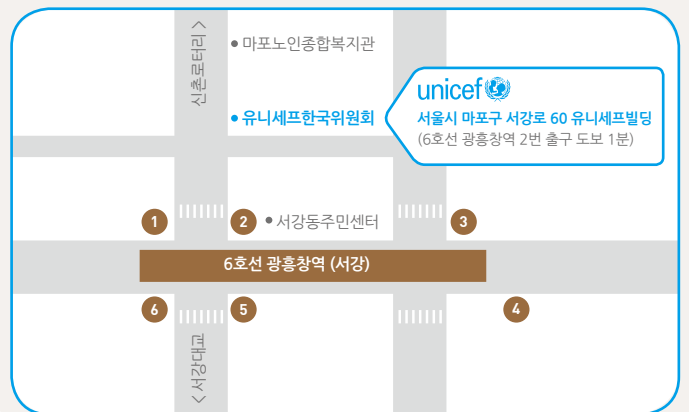 신촌로터리 >
• 마포노인종합복지관
• 유니세프한국위원회
unicef
서울시 마포구 서강로 60 유니세프빌딩
(6호선 광흥창역 2번 출구 도보 1분)
1
2
• 서강동주민센터
3
6호선 광흥창역 (서강)
6
5
4
< 서강대교